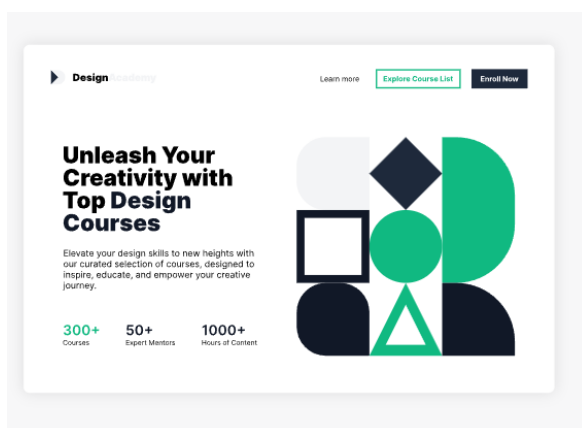 DesignAcademy
Learn more
Explore Course List
Enroll Now
Unleash Your
Creativity with
Top Design
Courses
Elevate your design skills to new heights with
our curated selection of courses, designed to
inspire, educate, and empower your creative
journey.
300+
Courses
50+
Expert Mentors
1000+
Hours of Content